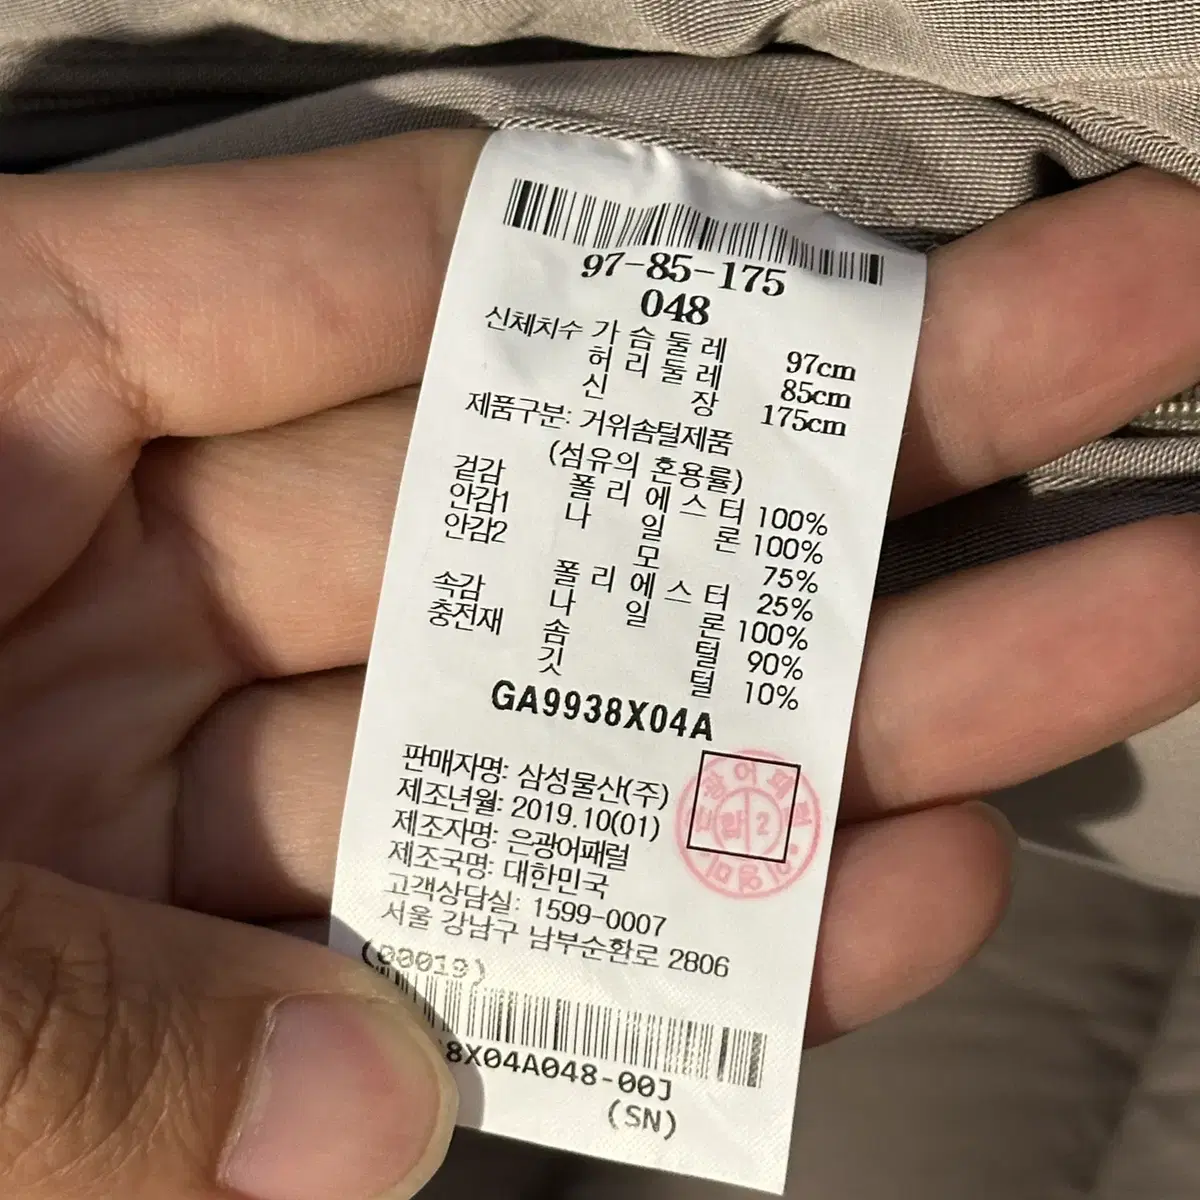 97-85-175
048
신체치수 가슴둘레 97cm
허리둘레 85cm
신장 175cm
제품구분: 거위솜털제품
(섬유의 혼용률)
겉감 폴리에스터 100%
안감1 나일론 100%
안감2 모 75%
폴리에스터 25%
속감 나일론 100%
충전재 솜털 90%
깃털 10%
GA9938X04A
판매자명: 삼성물산(주)
제조년월: 2019.10(01)
제조자명: 은광어패럴
제조국명: 대한민국
고객상담실: 1599-0007
서울 강남구 남부순환로 2806
(00019)
8X04A048-00J
(SN)
2